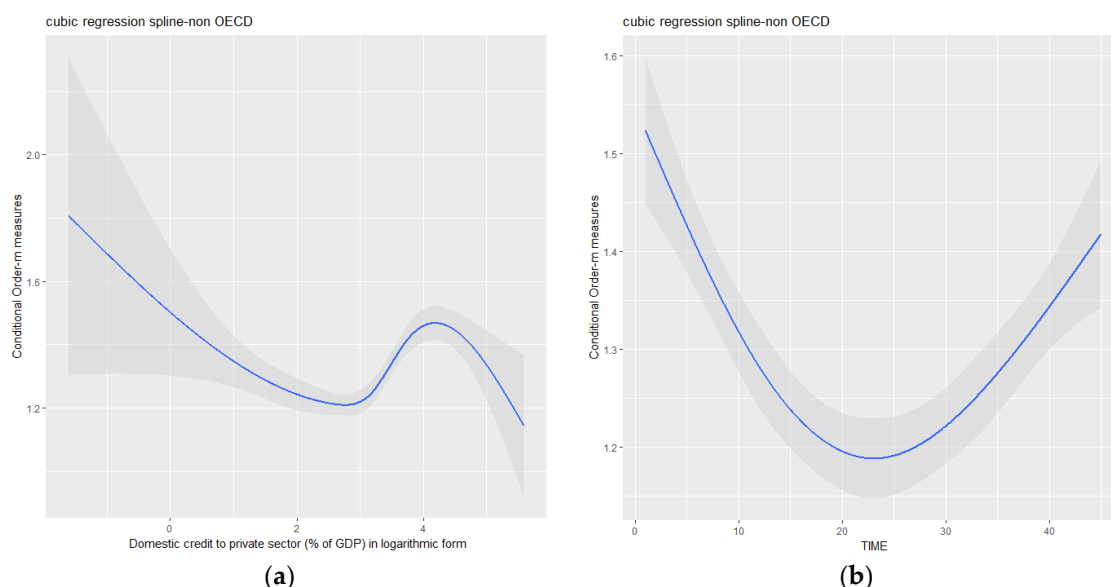 cubic regression spline-non OECD
Conditional Order-m measures
2.0
1.6
1.2
0
2
4
Domestic credit to private sector (% of GDP) in logarithmic form
(a)
cubic regression spline-non OECD
Conditional Order-m measures
1.6
1.5
1.4
1.3
1.2
0
10
20
30
40
TIME
(b)